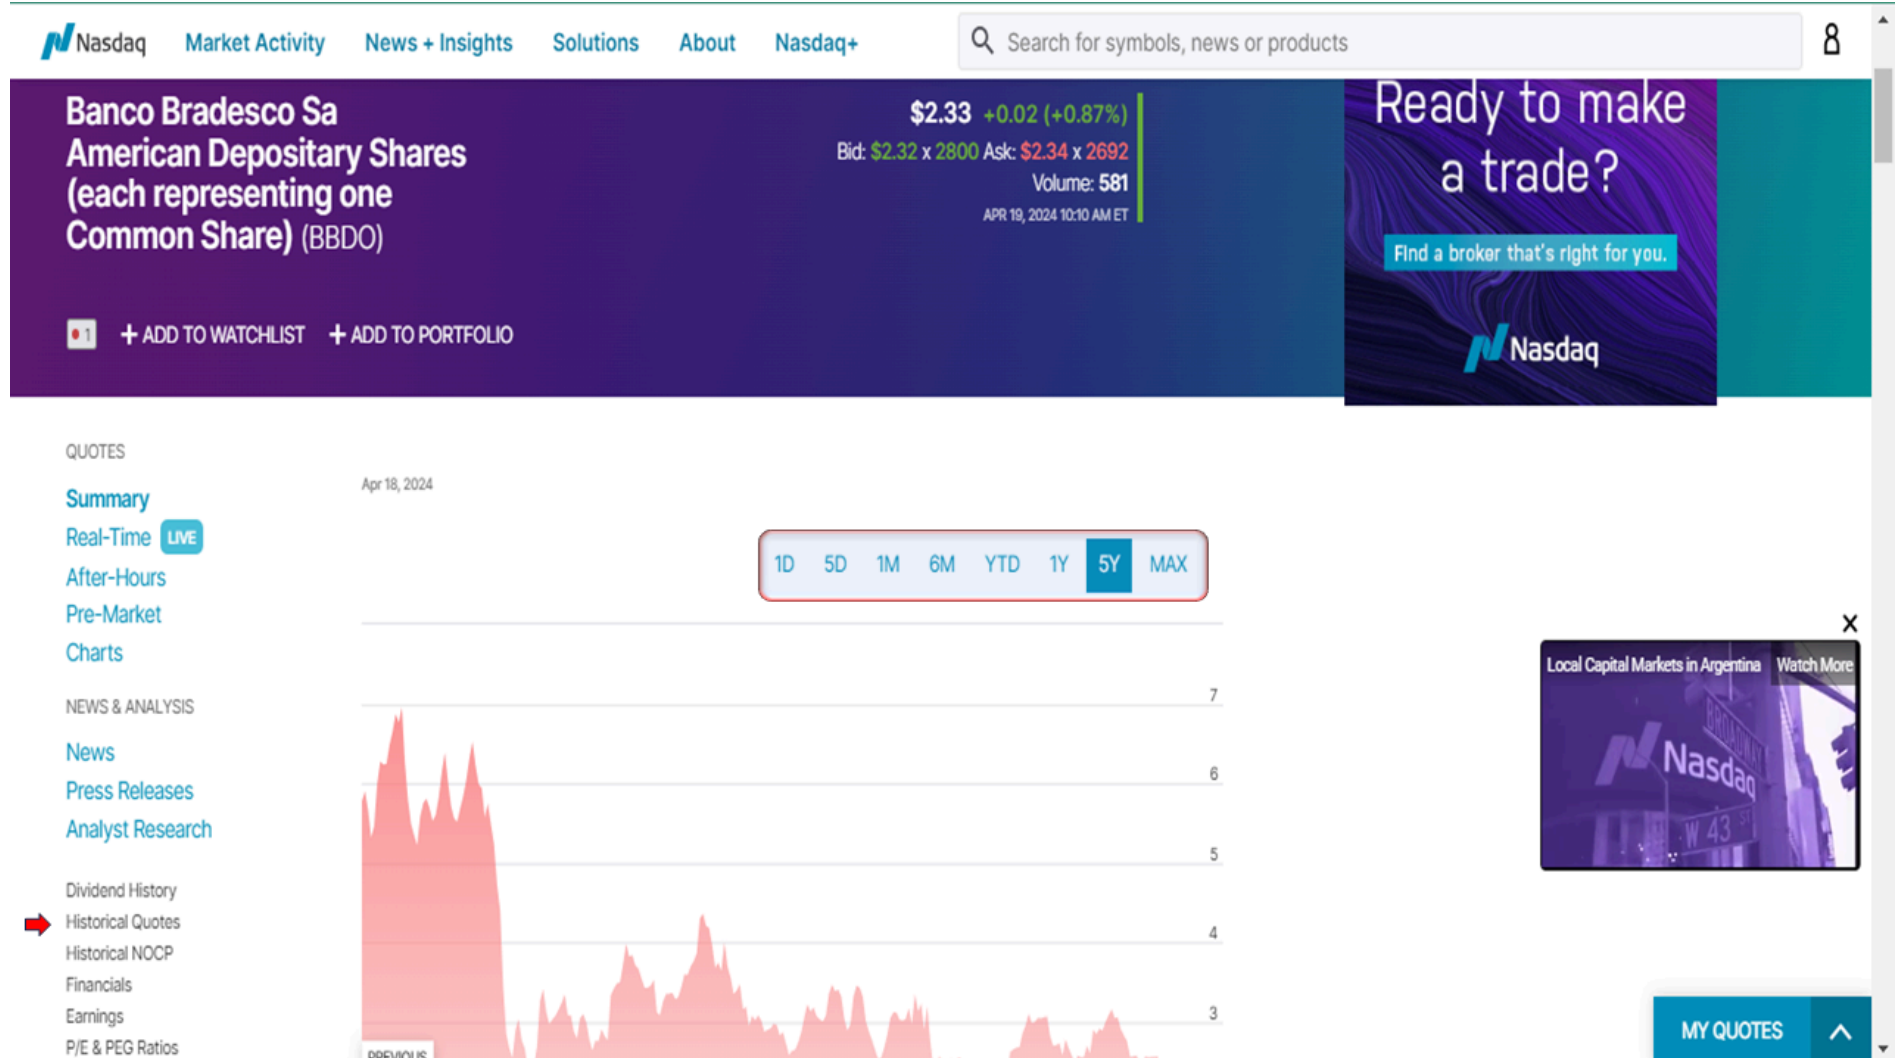 Nasdaq Market Activity News + Insights Solutions About Nasdaq+ Search for symbols, news or products
Banco Bradesco Sa
American Depositary Shares
(each representing one
Common Share) (BBDO)
$2.33 +0.02 (+0.87%)
Bid: $2.32 x 2800 Ask: $2.34 x 2692
Volume: 581
APR 19, 2024 10:10 AM ET
1 + ADD TO WATCHLIST + ADD TO PORTFOLIO
Ready to make
a trade?
Find a broker that's right for you.
Nasdaq
QUOTES
Summary
Real-Time LIVE
After-Hours
Pre-Market
Charts
NEWS & ANALYSIS
News
Press Releases
Analyst Research
Dividend History
Historical Quotes
Historical NOCP
Financials
Earnings
P/E & PEG Ratios
Apr 18, 2024
1D 5D 1M 6M YTD 1Y 5Y MAX
7
6
5
4
3
PREVIOUS
X
Local Capital Markets in Argentina Watch More
BROADWAY
Nasdaq
W 43 ST
MY QUOTES